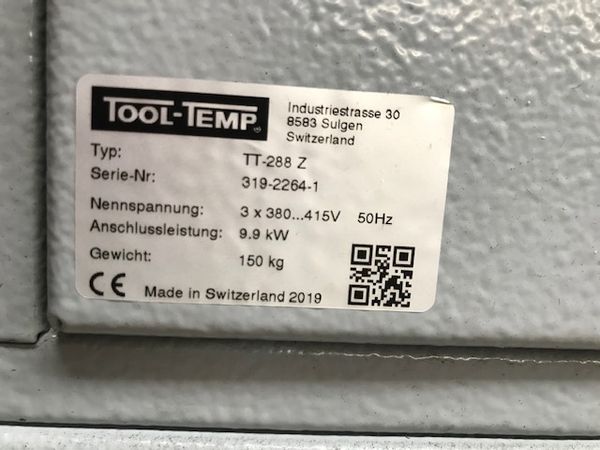 TOOL-TEMP®
Industriestrasse 30
8583 Sulgen
Switzerland
Typ: TT-288 Z
Serie-Nr: 319-2264-1
Nennspannung: 3 x 380...415V 50Hz
Anschlussleistung: 9.9 kW
Gewicht: 150 kg
CE Made in Switzerland 2019